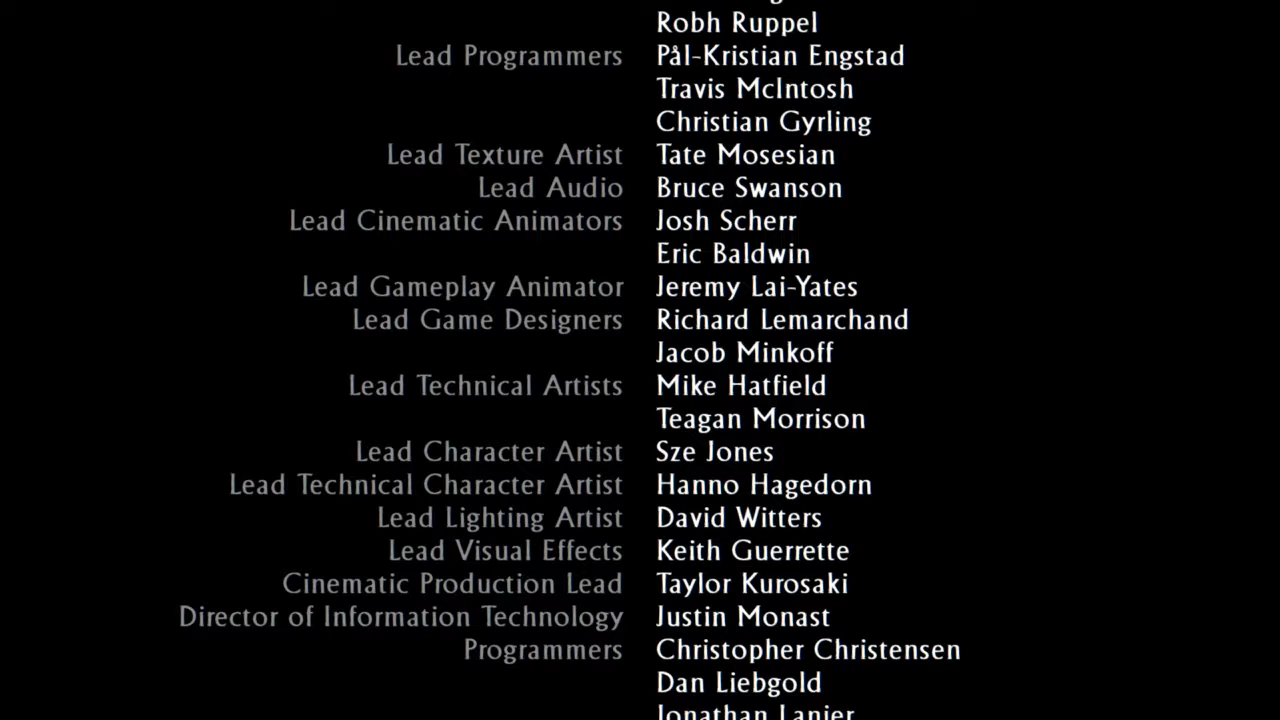 Robh Ruppel
Lead Programmers Pål-Kristian Engstad
Travis McIntosh
Christian Gyrling
Lead Texture Artist Tate Mosesian
Lead Audio Bruce Swanson
Lead Cinematic Animators Josh Scherr
Eric Baldwin
Lead Gameplay Animator Jeremy Lai-Yates
Lead Game Designers Richard Lemarchand
Jacob Minkoff
Lead Technical Artists Mike Hatfield
Teagan Morrison
Lead Character Artist Sze Jones
Lead Technical Character Artist Hanno Hagedorn
Lead Lighting Artist David Witters
Lead Visual Effects Keith Guerrette
Cinematic Production Lead Taylor Kurosaki
Director of Information Technology Justin Monast
Programmers Christopher Christensen
Dan Liebgold
Jonathan Lanier